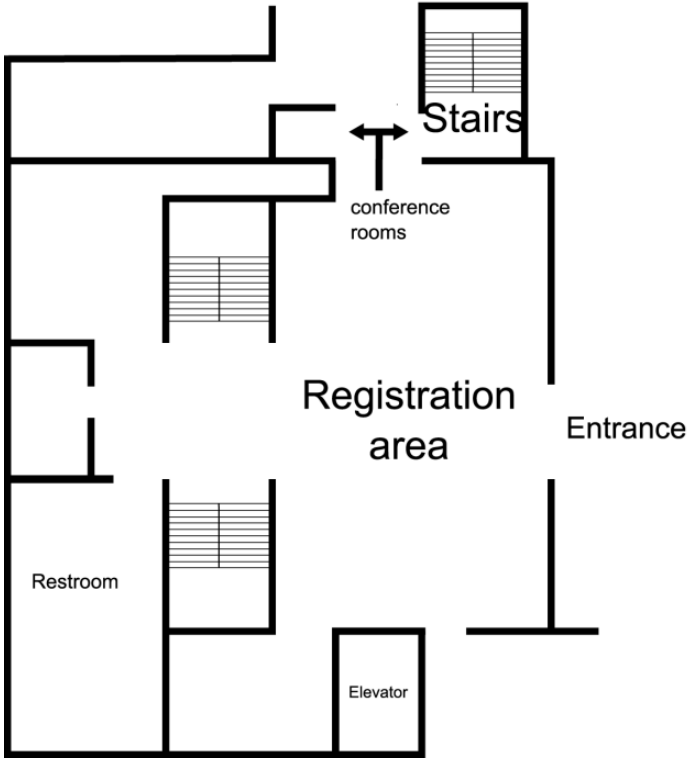 Stairs
conference
rooms
Registration
area
Entrance
Restroom
Elevator